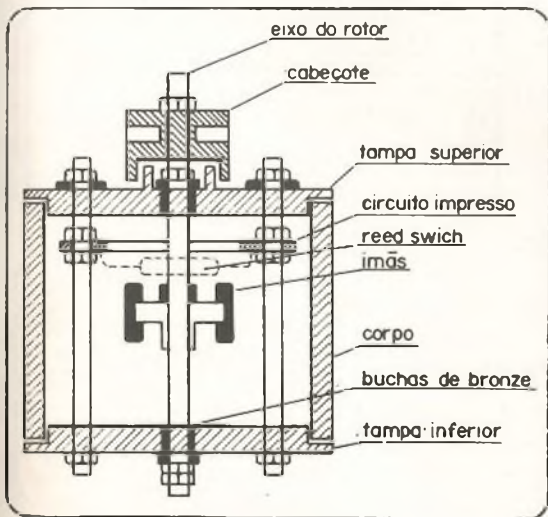 eixo do rotor
cabeçote
tampa superior
circuito impresso
reed swich
imãs
corpo
buchas de bronze
tampa inferior